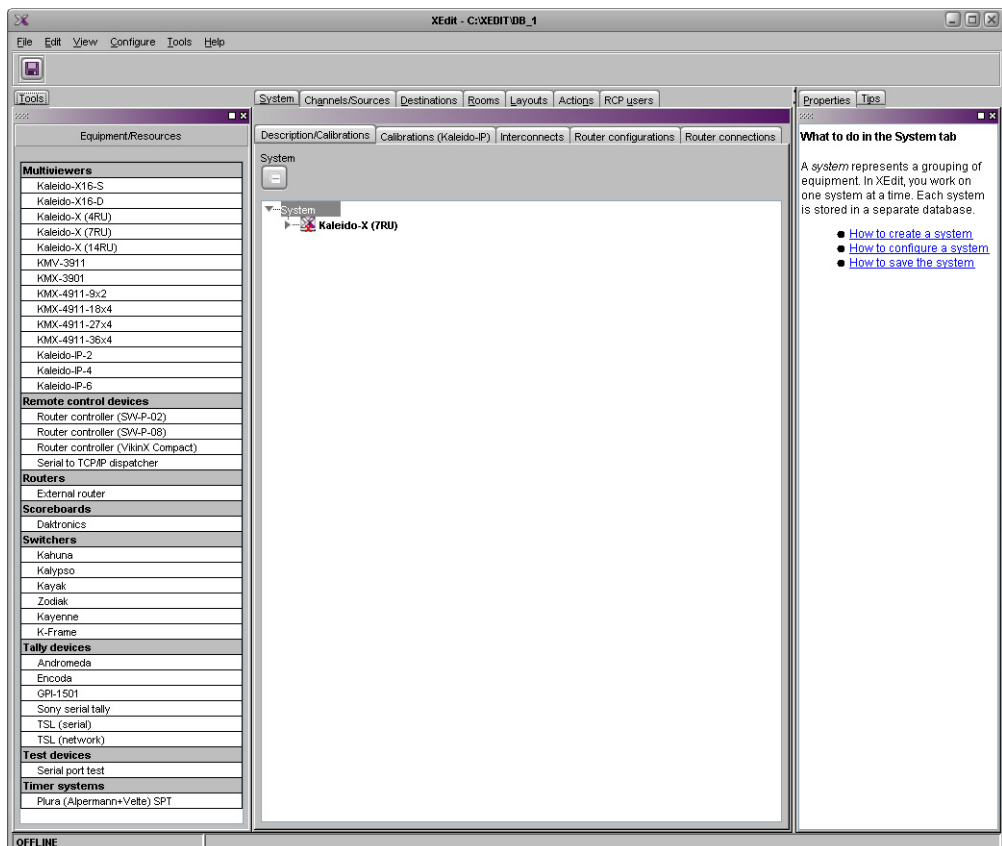 XEdit - C:\XEDIT\DB_1
File Edit View Configure Tools Help
Tools
Equipment/Resources
Multiviewers
Kaleido-X16-S
Kaleido-X16-D
Kaleido-X (4RU)
Kaleido-X (7RU)
Kaleido-X (14RU)
KMV-3911
KMX-3901
KMX-4911-9x2
KMX-4911-18x4
KMX-4911-27x4
KMX-4911-36x4
Kaleido-IP-2
Kaleido-IP-4
Kaleido-IP-6
Remote control devices
Router controller (SW-P-02)
Router controller (SW-P-08)
Router controller (VikinX Compact)
Serial to TCP/IP dispatcher
Routers
External router
Scoreboards
Daktronics
Switchers
Kahuna
Kalypso
Kayak
Zodiak
Kayenne
K-Frame
Tally devices
Andromeda
Encoda
GPI-1501
Sony serial tally
TSL (serial)
TSL (network)
Test devices
Serial port test
Timer systems
Plura (Alpermann+Velte) SPT
System Channels/Sources Destinations Rooms Layouts Actions RCP users
Description/Calibrations Calibrations (Kaleido-IP) Interconnects Router configurations Router connections
System
System
Kaleido-X (7RU)
Properties Tips
What to do in the System tab
A system represents a grouping of
equipment. In XEdit, you work on
one system at a time. Each system
is stored in a separate database.
How to create a system
How to configure a system
How to save the system
OFFLINE